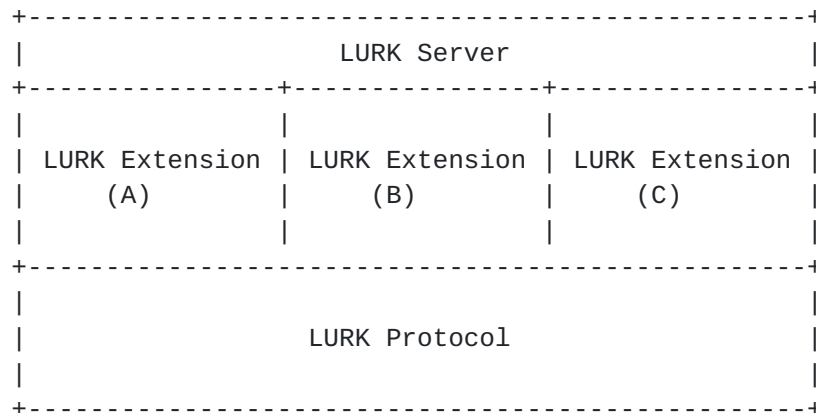 LURK Server
LURK Extension | LURK Extension | LURK Extension
(A) | (B) | (C)
LURK Protocol